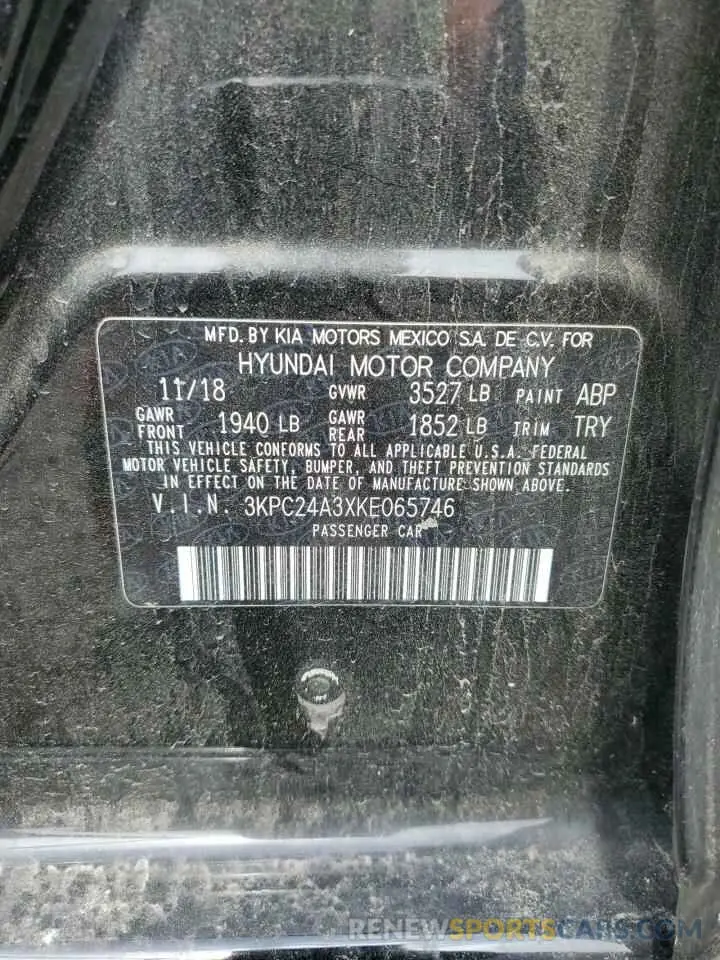 MFD. BY KIA MOTORS MEXICO S.A. DE C.V. FOR
HYUNDAI MOTOR COMPANY
11/18 GVWR 3527 LB PAINT ABP
GAWR FRONT 1940 LB GAWR REAR 1852 LB TRIM TRY
THIS VEHICLE CONFORMS TO ALL APPLICABLE U.S.A. FEDERAL
MOTOR VEHICLE SAFETY, BUMPER, AND THEFT PREVENTION STANDARDS
IN EFFECT ON THE DATE OF MANUFACTURE SHOWN ABOVE.
V.I.N. 3KPC24A3XKE065746
PASSENGER CAR
RENEWSPORTSCARS.COM